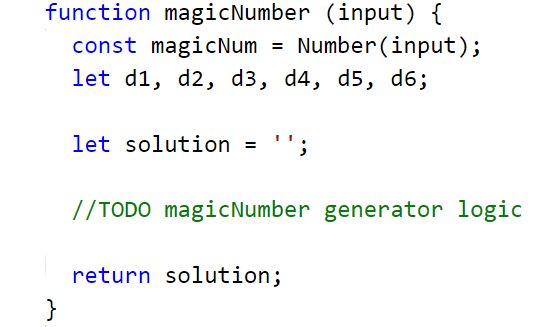 function magicNumber (input) {
const magicNum = Number(input);
let d1, d2, d3, d4, d5, d6;
let solution = '';
//TODO magicNumber generator logic
return solution;
}